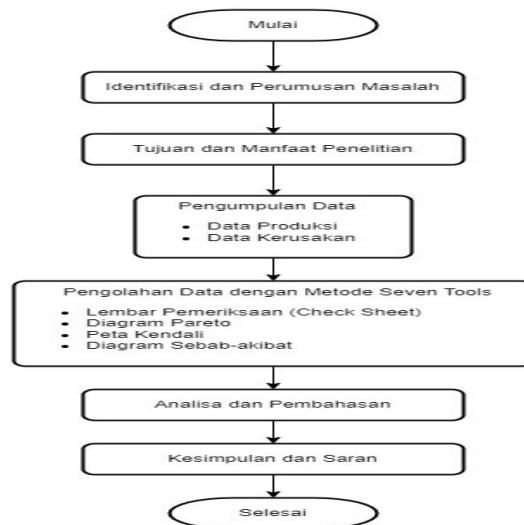 Mulai
Identifikasi dan Perumusan Masalah
Tujuan dan Manfaat Penelitian
Pengumpulan Data
• Data Produksi
• Data Kerusakan
Pengolahan Data dengan Metode Seven Tools
• Lembar Pemeriksaan (Check Sheet)
• Diagram Pareto
• Peta Kendali
• Diagram Sebab-akibat
Analisa dan Pembahasan
Kesimpulan dan Saran
Selesai